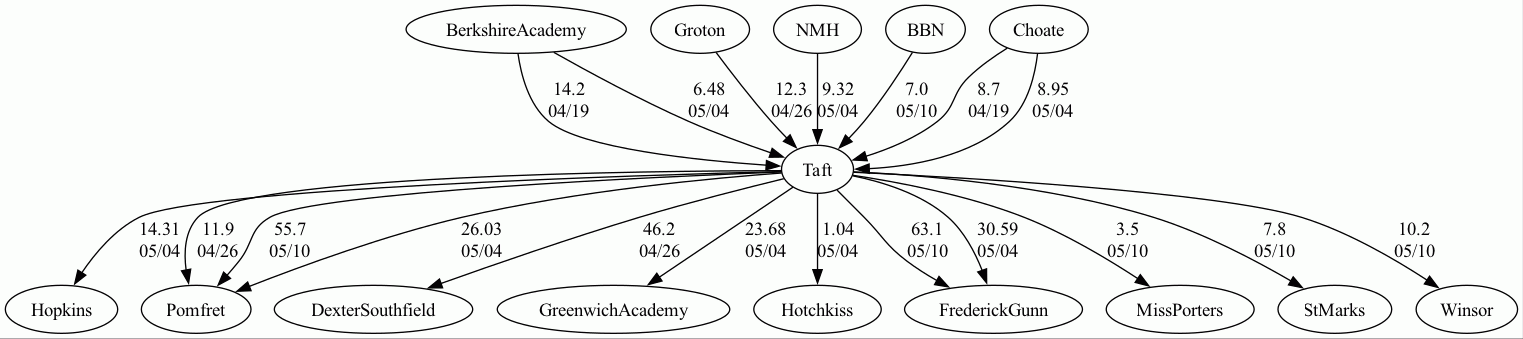 BerkshireAcademy Groton NMH BBN Choate
14.2 6.48 12.3 9.32 7.0 8.7 8.95
04/19 05/04 04/26 05/04 05/10 04/19 05/04
Taft
14.31 11.9 55.7 26.03 46.2 23.68 1.04 63.1 30.59 3.5 7.8 10.2
05/04 04/26 05/10 05/04 04/26 05/04 05/04 05/10 05/04 05/10 05/10 05/10
Hopkins Pomfret DexterSouthfield GreenwichAcademy Hotchkiss FrederickGunn MissPorters StMarks Winsor